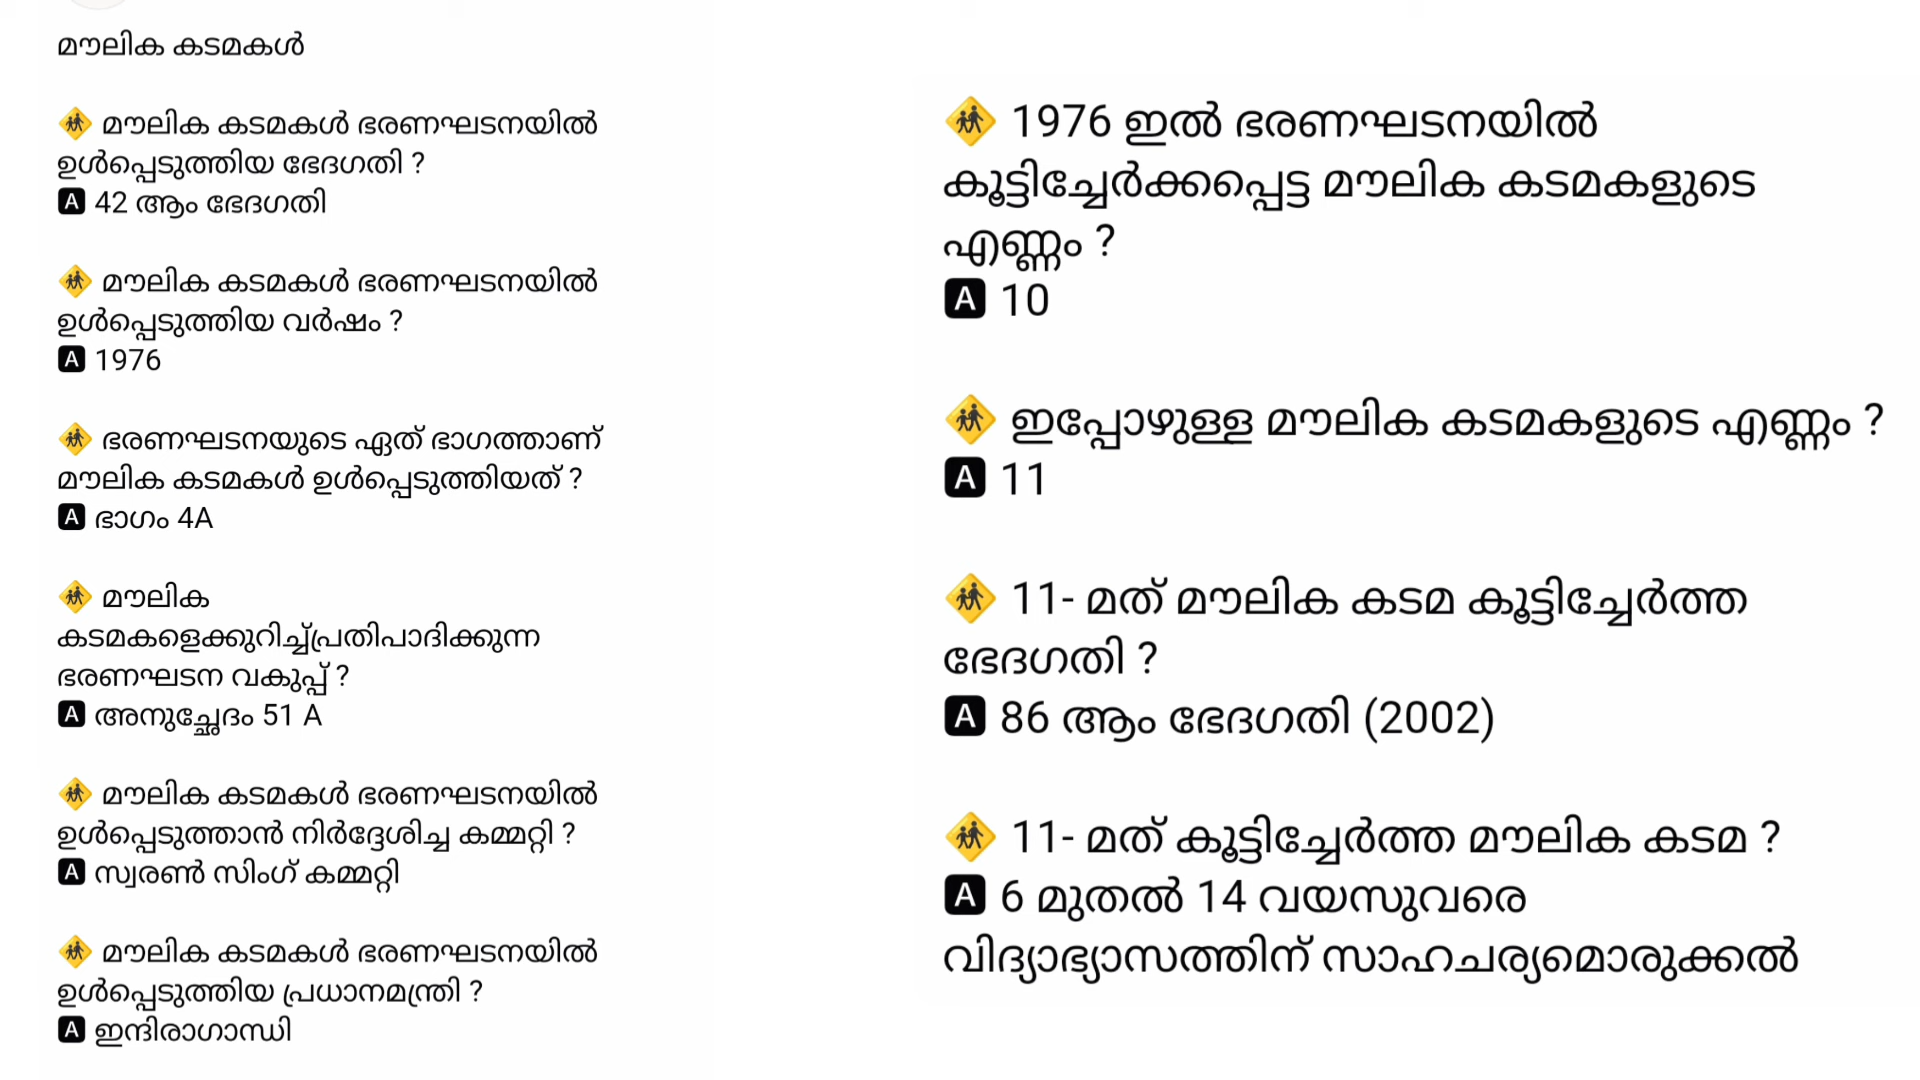 മൗലിക കടമകൾ
🚸 മൗലിക കടമകൾ ഭരണഘടനയിൽ
ഉൾപ്പെടുത്തിയ ഭേദഗതി ?
🅰 42 ആം ഭേദഗതി
🚸 മൗലിക കടമകൾ ഭരണഘടനയിൽ
ഉൾപ്പെടുത്തിയ വർഷം ?
🅰 1976
🚸 ഭരണഘടനയുടെ ഏത് ഭാഗത്താണ്
മൗലിക കടമകൾ ഉൾപ്പെടുത്തിയത് ?
🅰 ഭാഗം 4A
🚸 മൗലിക
കടമകളെക്കുറിച്ച്പ്രതിപാദിക്കുന്ന
ഭരണഘടന വകുപ്പ് ?
🅰 അനുച്ഛേദം 51 A
🚸 മൗലിക കടമകൾ ഭരണഘടനയിൽ
ഉൾപ്പെടുത്താൻ നിർദ്ദേശിച്ച കമ്മറ്റി ?
🅰 സ്വരൺ സിംഗ് കമ്മറ്റി
🚸 മൗലിക കടമകൾ ഭരണഘടനയിൽ
ഉൾപ്പെടുത്തിയ പ്രധാനമന്ത്രി ?
🅰 ഇന്ദിരാഗാന്ധി
🚸 1976 ഇൽ ഭരണഘടനയിൽ
കൂട്ടിച്ചേർക്കപ്പെട്ട മൗലിക കടമകളുടെ
എണ്ണം ?
🅰 10
🚸 ഇപ്പോഴുള്ള മൗലിക കടമകളുടെ എണ്ണം ?
🅰 11
🚸 11- മത് മൗലിക കടമ കൂട്ടിച്ചേർത്ത
ഭേദഗതി ?
🅰 86 ആം ഭേദഗതി (2002)
🚸 11- മത് കൂട്ടിച്ചേർത്ത മൗലിക കടമ ?
🅰 6 മുതൽ 14 വയസുവരെ
വിദ്യാഭ്യാസത്തിന് സാഹചര്യമൊരുക്കൽ